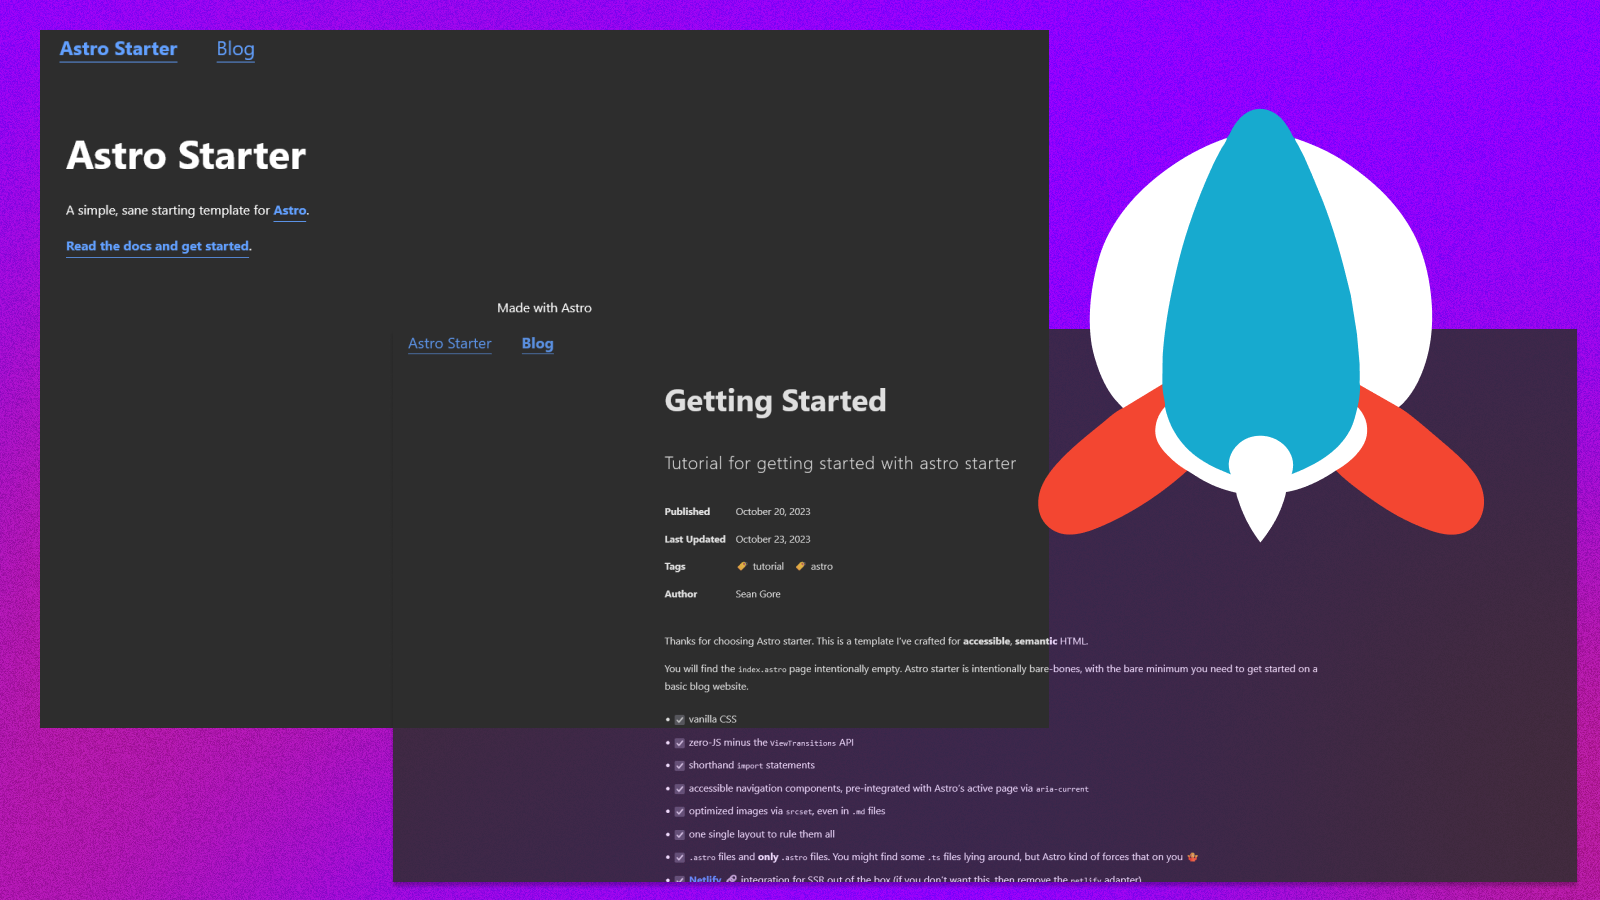 Astro Starter Blog
Astro Starter
A simple, sane starting template for Astro.
Read the docs and get started.
Made with Astro
Astro Starter Blog
Getting Started
Tutorial for getting started with astro starter
Published October 20, 2023
Last Updated October 23, 2023
Tags tutorial astro
Author Sean Gore
Thanks for choosing Astro starter. This is a template I've crafted for accessible, semantic HTML.
You will find the index.astro page intentionally empty. Astro starter is intentionally bare-bones, with the bare minimum you need to get started on a
basic blog website.
vanilla CSS
zero-JS minus the ViewTransitions API
shorthand import statements
accessible navigation components, pre-integrated with Astro's active page via aria-current
optimized images via srcset, even in .md files
one single layout to rule them all
.astro files and only .astro files. You might find some .ts files lying around, but Astro kind of forces that on you
Netlify integration for SSR out of the box (if you don't want this, then remove the netlify adapter)